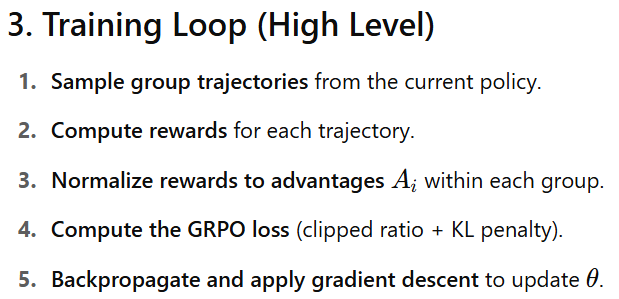 3. Training Loop (High Level)
1. Sample group trajectories from the current policy.
2. Compute rewards for each trajectory.
3. Normalize rewards to advantages Aᵢ within each group.
4. Compute the GRPO loss (clipped ratio + KL penalty).
5. Backpropagate and apply gradient descent to update θ.